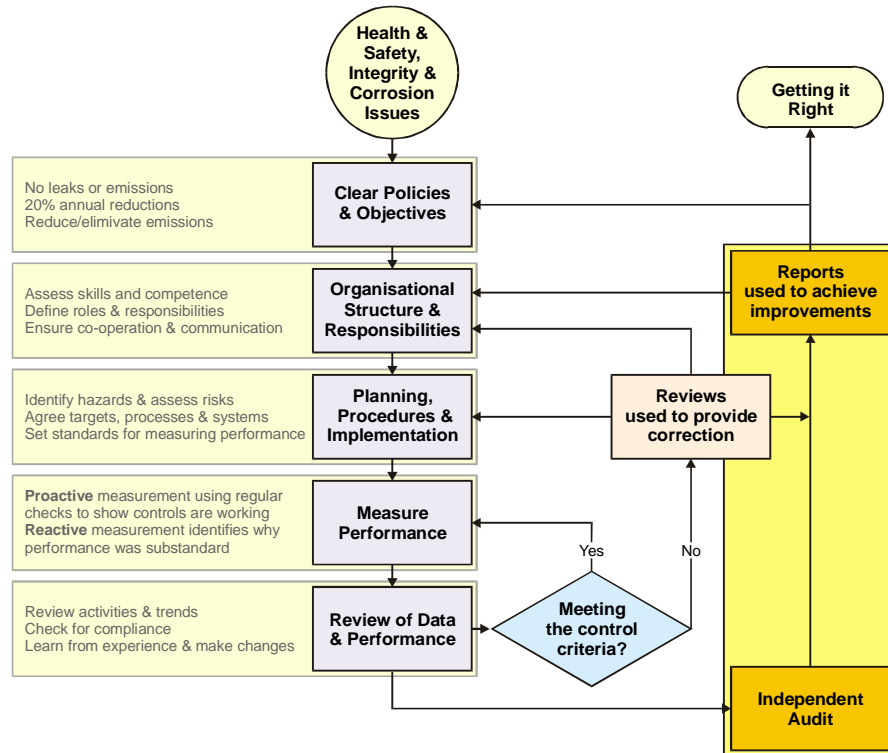 Health &
Safety,
Integrity &
Corrosion
Issues
Getting it
Right
No leaks or emissions
20% annual reductions
Reduce/elimivate emissions
Clear Policies
& Objectives
Assess skills and competence
Define roles & responsibilities
Ensure co-operation & communication
Organisational
Structure &
Responsibilities
Reports
used to achieve
improvements
Identify hazards & assess risks
Agree targets, processes & systems
Set standards for measuring performance
Planning,
Procedures &
Implementation
Reviews
used to provide
correction
Proactive measurement using regular
checks to show controls are working
Reactive measurement identifies why
performance was substandard
Measure
Performance
Yes
No
Review activities & trends
Check for compliance
Learn from experience & make changes
Review of Data
& Performance
Meeting
the control
criteria?
Independent
Audit